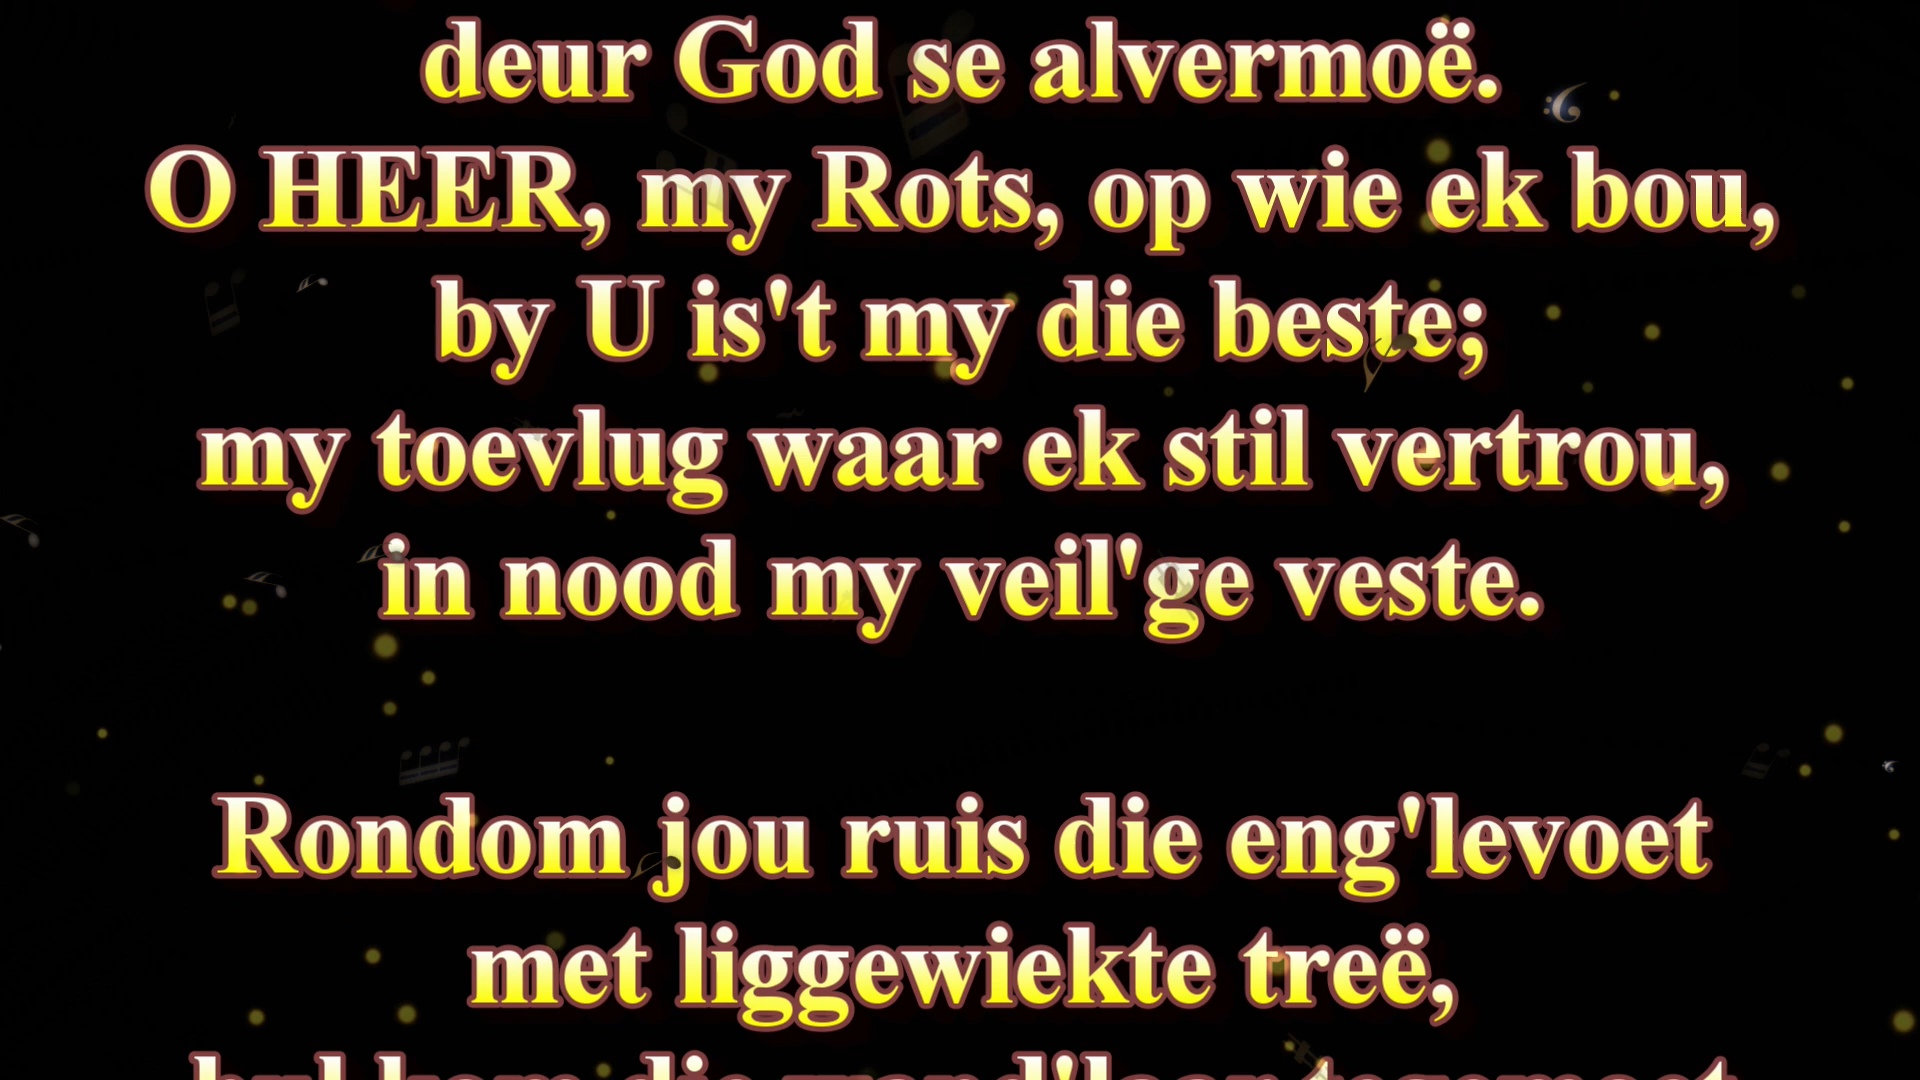 deur God se alvermoë.
O HEER, my Rots, op wie ek bou,
by U is't my die beste;
my toevlug waar ek stil vertrou,
in nood my veil'ge veste.
Rondom jou ruis die eng'levoet
met liggewiekte treë,